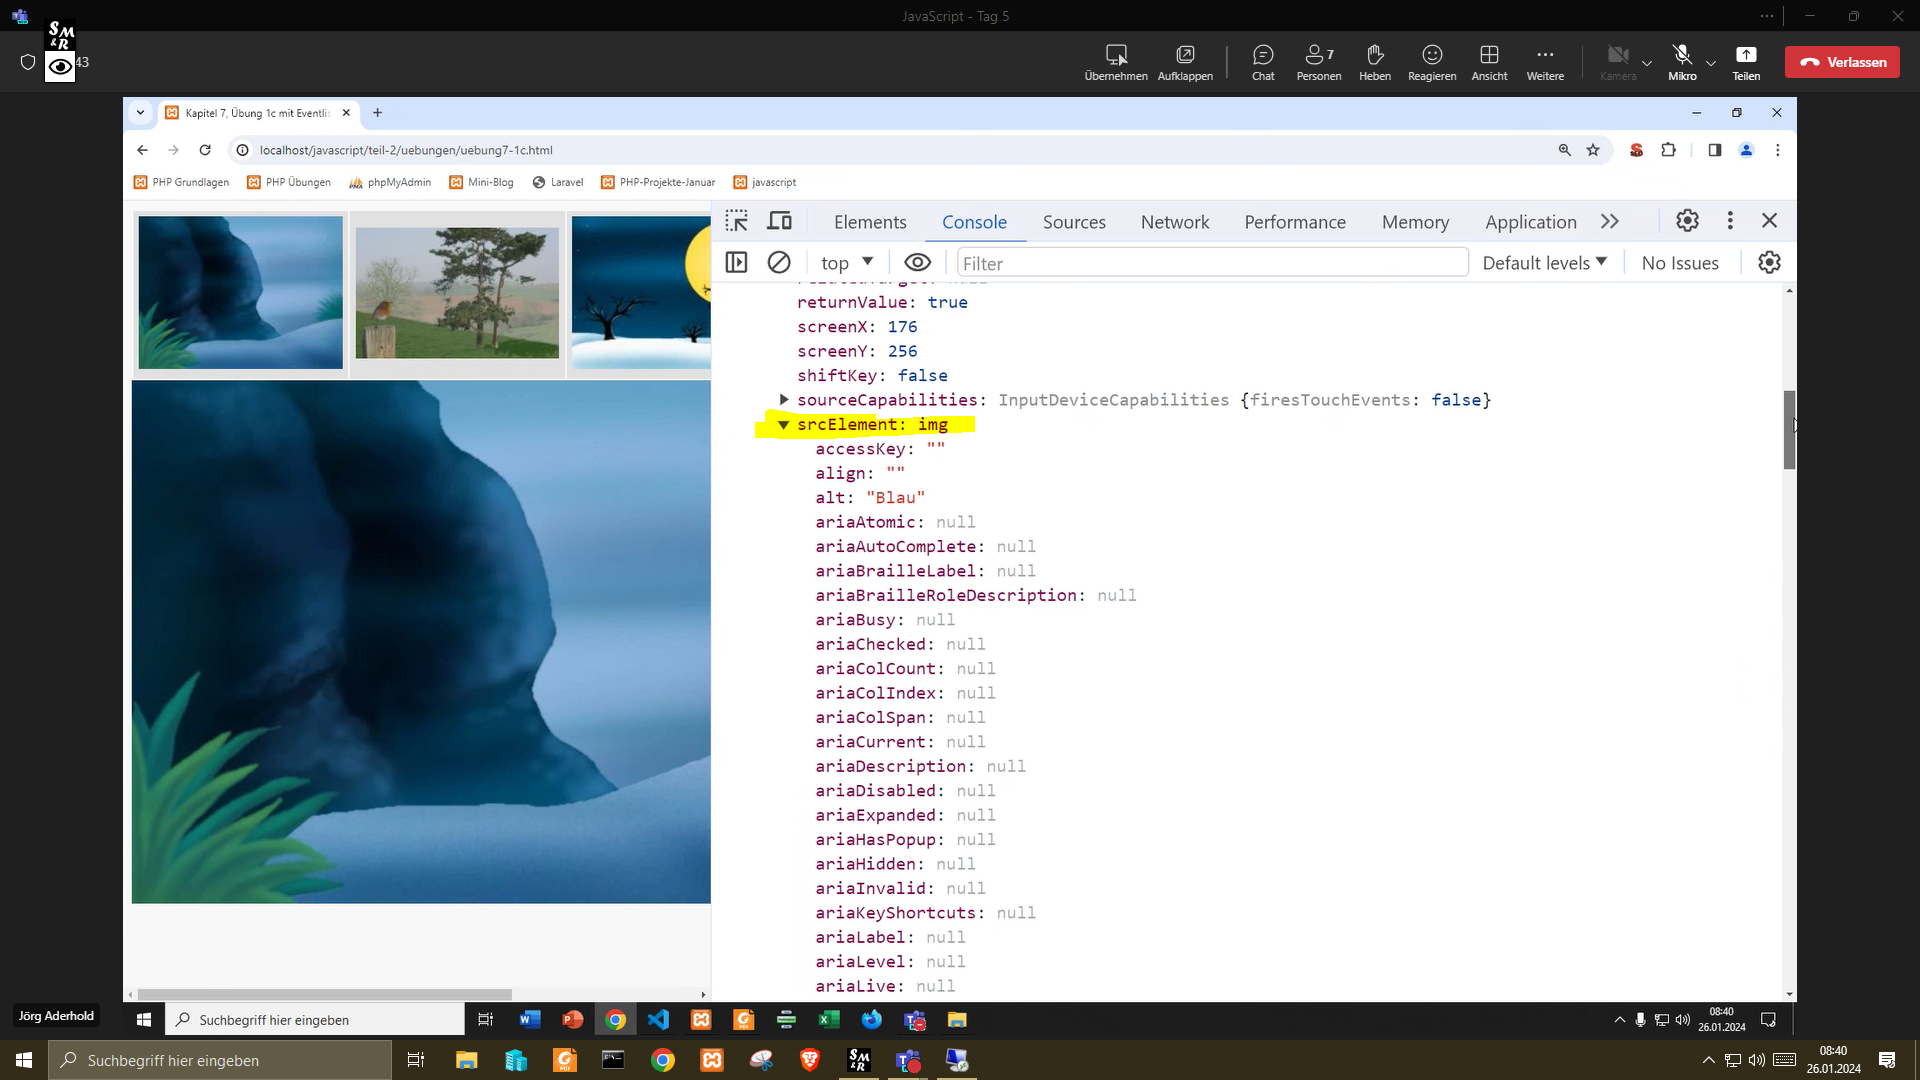 JavaScript - Tag 5
SM&R
43
Übernehmen
Aufklappen
Chat
7
Personen
Heben
Reagieren
Ansicht
Weitere
Kamera
Mikro
Teilen
Verlassen
Kapitel 7, Übung 1c mit Eventlis
localhost/javascript/teil-2/uebungen/uebung7-1c.html
PHP Grundlagen
PHP Übungen
phpMyAdmin
Mini-Blog
Laravel
PHP-Projekte-Januar
javascript
Elements
Console
Sources
Network
Performance
Memory
Application
top
Filter
Default levels
No Issues
returnValue: true
screenX: 176
screenY: 256
shiftKey: false
sourceCapabilities: InputDeviceCapabilities {firesTouchEvents: false}
srcElement: img
accessKey: ""
align: ""
alt: "Blau"
ariaAtomic: null
ariaAutoComplete: null
ariaBrailleLabel: null
ariaBrailleRoleDescription: null
ariaBusy: null
ariaChecked: null
ariaColCount: null
ariaColIndex: null
ariaColSpan: null
ariaCurrent: null
ariaDescription: null
ariaDisabled: null
ariaExpanded: null
ariaHasPopup: null
ariaHidden: null
ariaInvalid: null
ariaKeyShortcuts: null
ariaLabel: null
ariaLevel: null
ariaLive: null
Jörg Aderhold
Suchbegriff hier eingeben
08:40
26.01.2024
Suchbegriff hier eingeben
08:40
26.01.2024